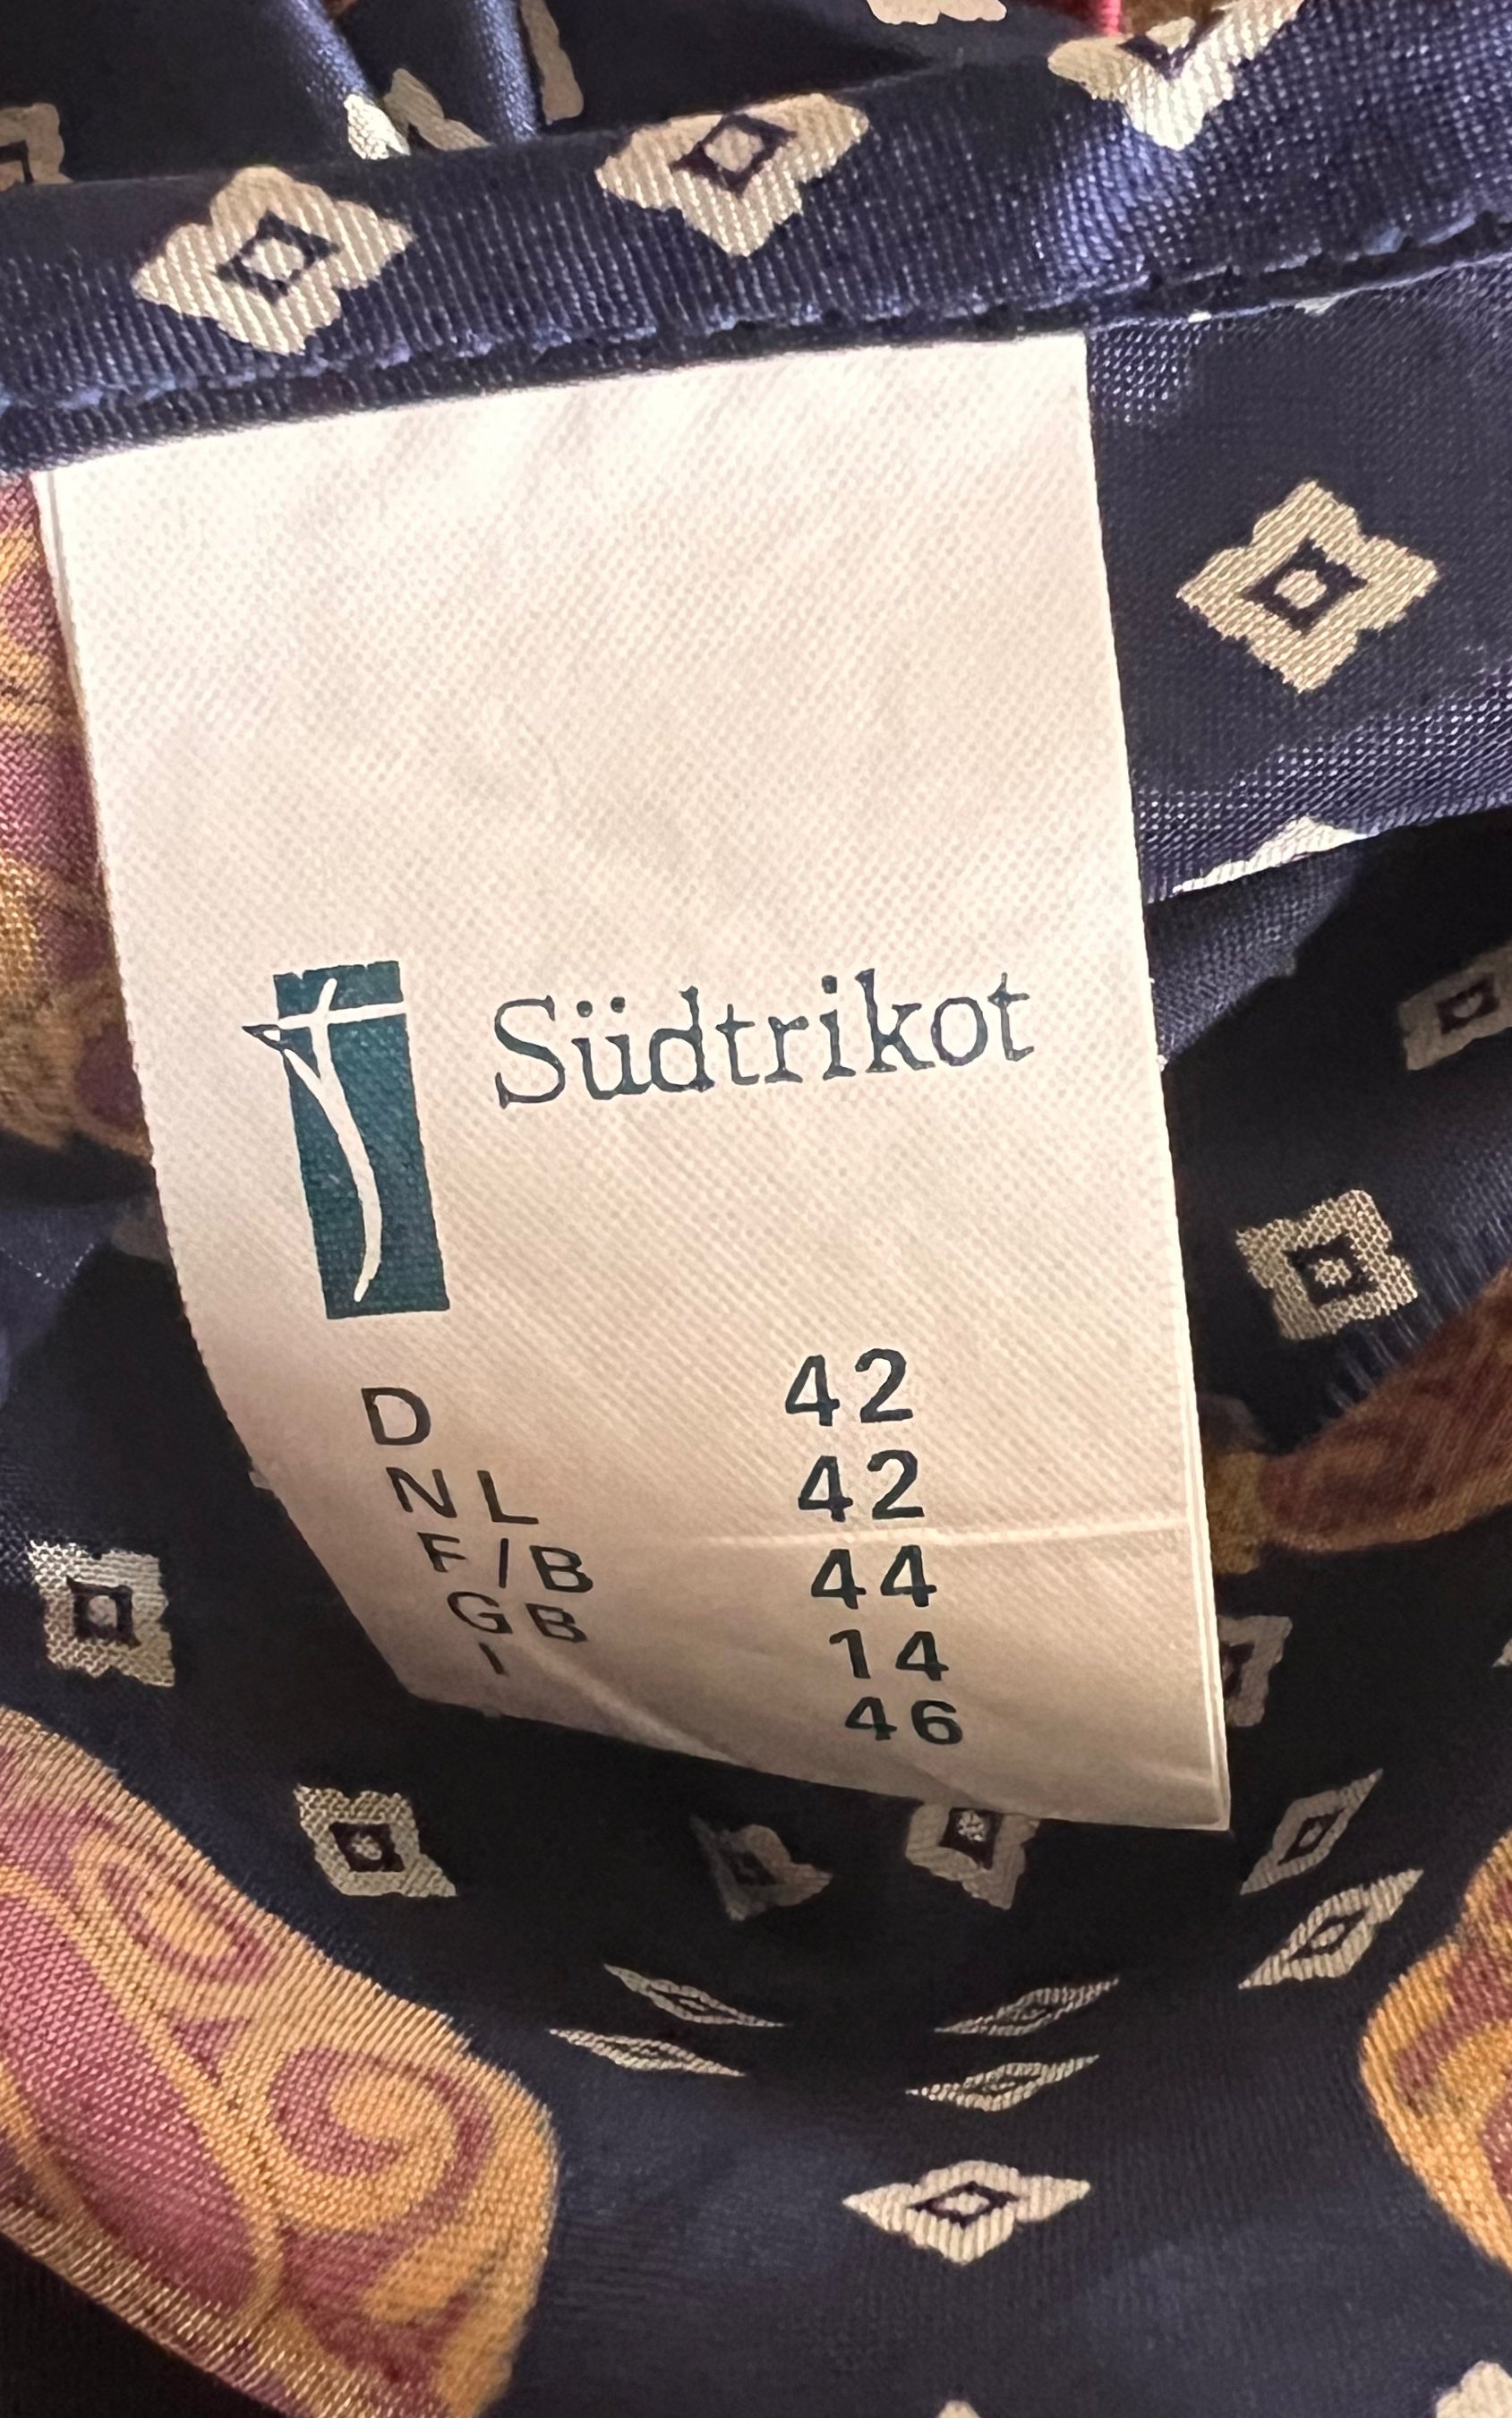 Südtrikot
D 42
NL 42
F/B 44
GB 14
I 46